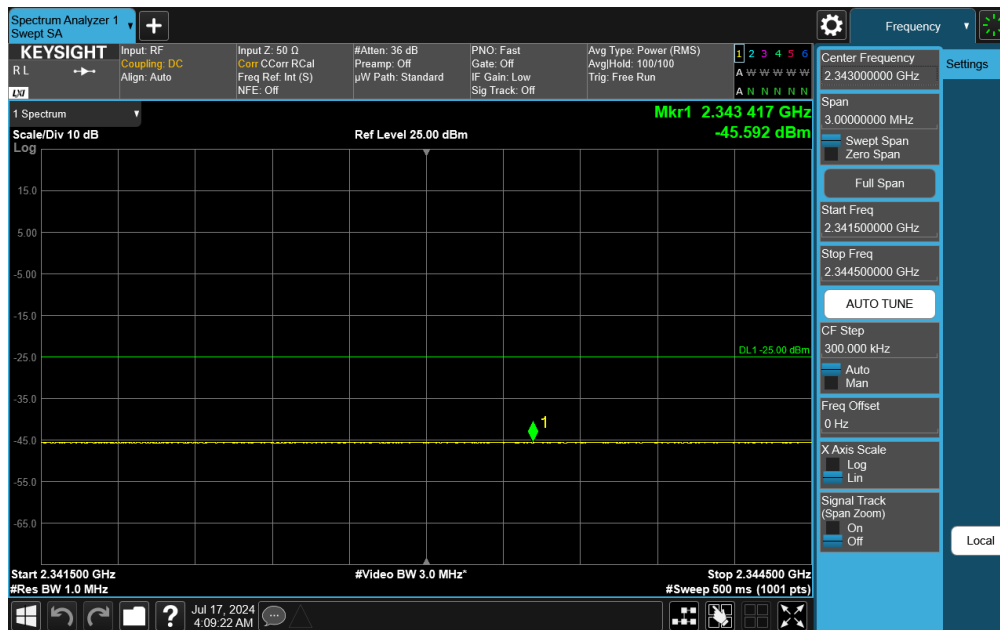 Spectrum Analyzer 1
Swept SA
+
Frequency
KEYSIGHT
R L
LXI
Input: RF
Coupling: DC
Align: Auto
Input Z: 50 Ω
Corr CCorr RCal
Freq Ref: Int (S)
NFE: Off
#Atten: 36 dB
Preamp: Off
µW Path: Standard
PNO: Fast
Gate: Off
IF Gain: Low
Sig Track: Off
Avg Type: Power (RMS)
Avg|Hold: 100/100
Trig: Free Run
1 2 3 4 5 6
A W W W W W
A N N N N N
1 Spectrum
Scale/Div 10 dB
Log
Ref Level 25.00 dBm
Mkr1 2.343 417 GHz
-45.592 dBm
15.0
5.00
-5.00
-15.0
-25.0
-35.0
-45.0
-55.0
-65.0
DL1 -25.00 dBm
1
Start 2.341500 GHz
#Res BW 1.0 MHz
#Video BW 3.0 MHz*
Stop 2.344500 GHz
#Sweep 500 ms (1001 pts)
Center Frequency
2.343000000 GHz
Settings
Span
3.00000000 MHz
Swept Span
Zero Span
Full Span
Start Freq
2.341500000 GHz
Stop Freq
2.344500000 GHz
AUTO TUNE
CF Step
300.000 kHz
Auto
Man
Freq Offset
0 Hz
X Axis Scale
Log
Lin
Signal Track
(Span Zoom)
On
Off
Local
?
Jul 17, 2024
4:09:22 AM